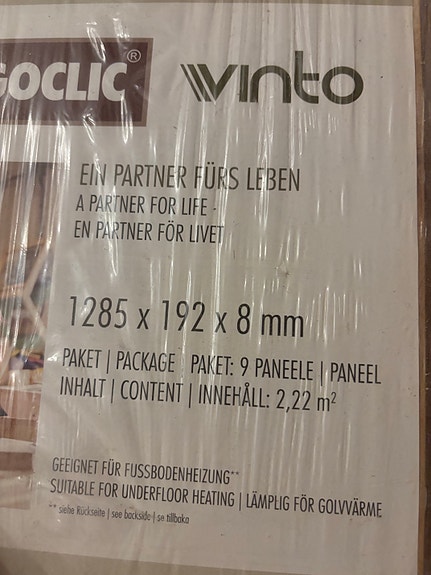 GOCLIC® VINTO
EIN PARTNER FÜRS LEBEN
A PARTNER FOR LIFE -
EN PARTNER FÖR LIVET
1285 x 192 x 8 mm
PAKET | PACKAGE PAKET: 9 PANEELE | PANEEL
INHALT | CONTENT | INNEHÅLL: 2,22 m²
GEEIGNET FÜR FUSSBODENHEIZUNG**
SUITABLE FOR UNDERFLOOR HEATING | LÄMPLIG FÖR GOLVVÄRME
** siehe Rückseite | see backside | se tillbaka